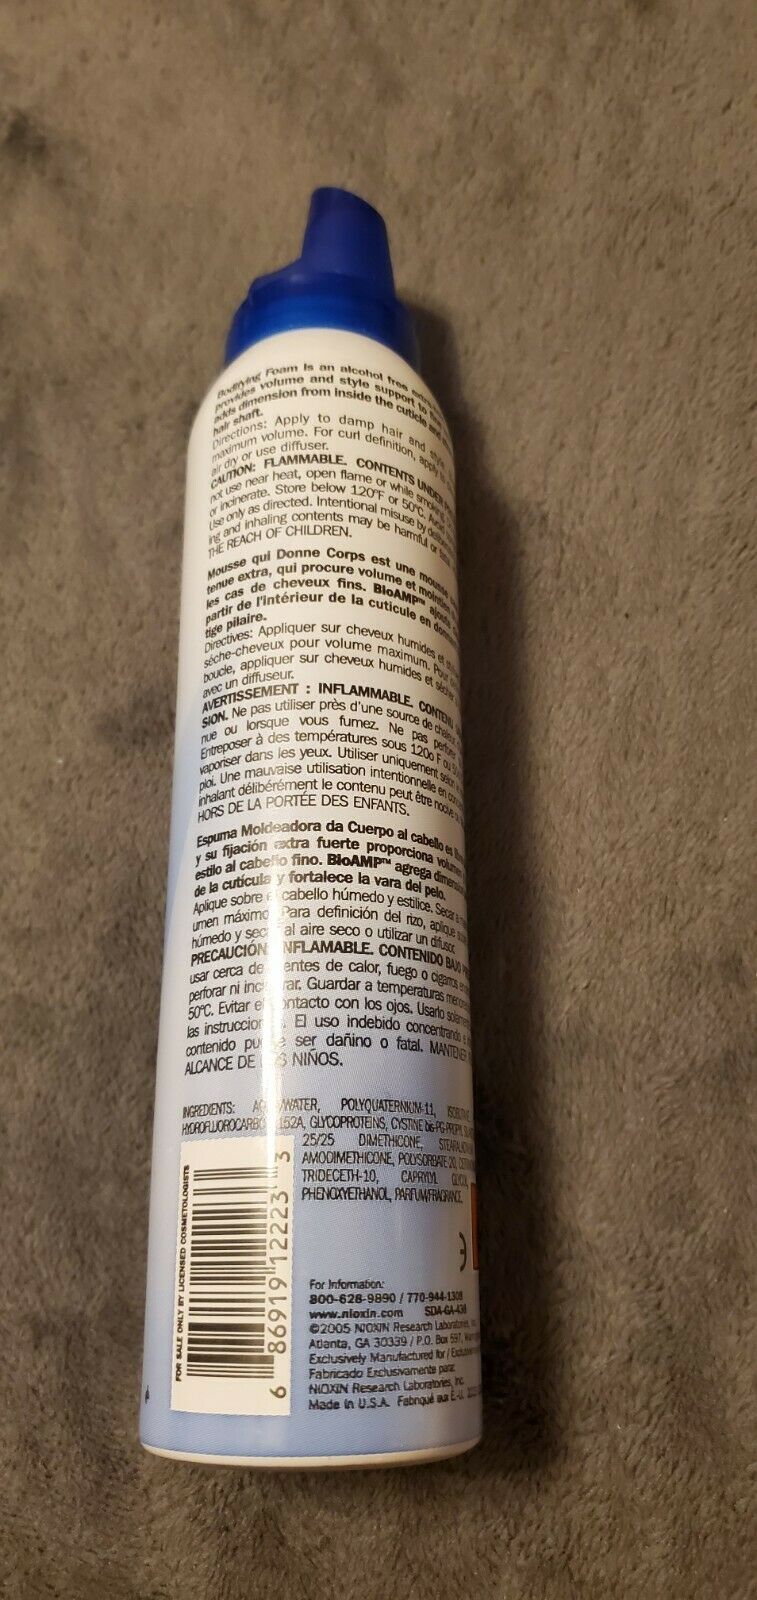 Bodifying Foam is an alcohol free
provides volume and style support to
adds dimension from inside the cuticle and
hair shaft.
Directions: Apply to damp hair and style.
maximum volume. For curl definition, apply to
air dry or use diffuser.
CAUTION: FLAMMABLE. CONTENTS UNDER
not use near heat, open flame or while smoking.
or incinerate. Store below 120°F or 50°C. Avoid
Use only as directed. Intentional misuse by
ing and inhaling contents may be harmful or
THE REACH OF CHILDREN.
Mousse qui Donne Corps est une mousse
tenue extra, qui procure volume et
les cas de cheveux fins. BioAMP™ ajoute
partir de l'intérieur de la cuticule en
tige pilaire.
Directives: Appliquer sur cheveux humides et
séche-cheveux pour volume maximum. Pour
boucle, appliquer sur cheveux humides et sécher
avec un diffuseur.
AVERTISSEMENT : INFLAMMABLE. CONTENU
SION. Ne pas utiliser près d'une source de chaleur
nue ou lorsque vous fumez. Ne pas
Entreposer à des températures sous 120o F ou
vaporiser dans les yeux. Utiliser uniquement selon le
ploi. Une mauvaise utilisation intentionnelle en
inhalant délibérément le contenu peut être nocive
HORS DE LA PORTÉE DES ENFANTS.
Espuma Moldeadora da Cuerpo al cabello es
y su fijación extra fuerte proporciona
estilo al cabello fino. BioAMP™ agrega
de la cutícula y fortalece la vara del pelo.
Aplique sobre el cabello húmedo y estilice. Secar a
umen máximo. Para definición del rizo, aplique
húmedo y secar al aire seco o utilizar un difusor.
PRECAUCIÓN: INFLAMABLE. CONTENIDO BAJO
usar cerca de fuentes de calor, fuego o cigarros
perforar ni incinerar. Guardar a temperaturas
50°C. Evitar el contacto con los ojos. Usarlo
las instrucciones. El uso indebido concentrando
contenido puede ser dañino o fatal. MANTENER
ALCANCE DE LOS NIÑOS.
INGREDIENTS: AQUA/WATER, POLYQUATERNIUM-11,
HYDROFLUOROCARBON 152A, GLYCOPROTEINS, CYSTINE bis-PG-PROPYL
25/25 DIMETHICONE,
AMODIMETHICONE, POLYSORBATE 20,
TRIDECETH-10, CAPRYLYL GLYCOL,
PHENOXYETHANOL, PARFUM/FRAGRANCE.
FOR SALE ONLY BY LICENSED COSMETOLOGISTS
6 86919 12223 3
For Information:
800-628-9890 / 770-944-1308
www.nioxin.com SDA-GA-438
©2005 NIOXIN Research Laboratories, Inc.
Atlanta, GA 30339 / P.O. Box 597,
Exclusively Manufactured for /
Fabricado Exclusivamente para:
NIOXIN Research Laboratories, Inc.
Made in U.S.A. Fabriqué aux É.-U.